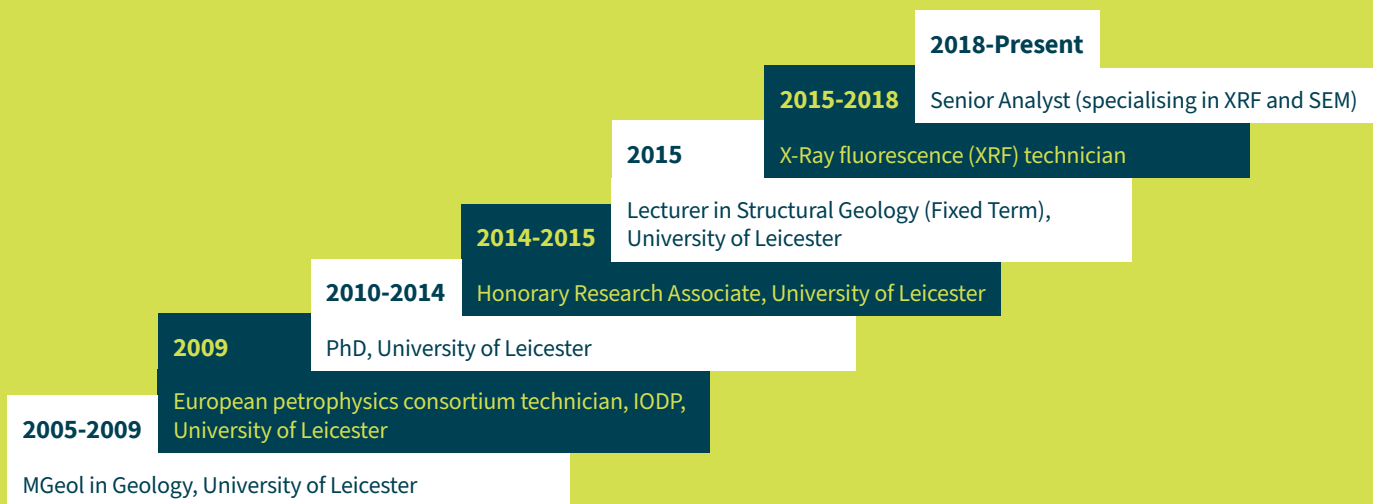 2018-Present
Senior Analyst (specialising in XRF and SEM)
2015-2018
X-Ray fluorescence (XRF) technician
2015
Lecturer in Structural Geology (Fixed Term),
University of Leicester
2014-2015
Honorary Research Associate, University of Leicester
2010-2014
PhD, University of Leicester
2009
European petrophysics consortium technician, IODP,
University of Leicester
2005-2009
MGeol in Geology, University of Leicester